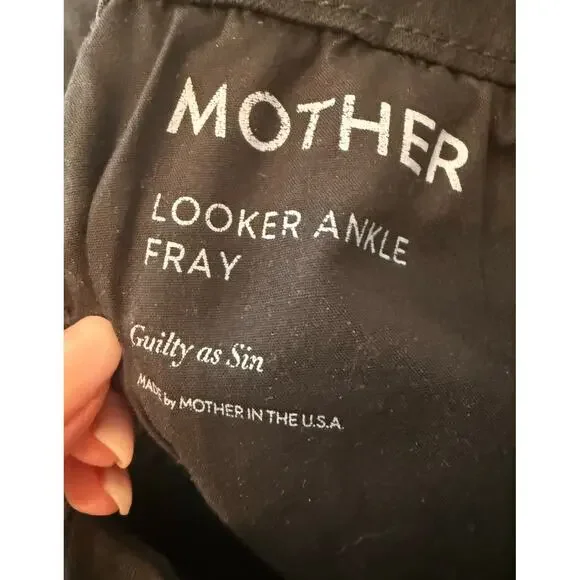 MOTHER
LOOKER ANKLE
FRAY
Guilty as Sin
MADE by MOTHER IN THE U.S.A.